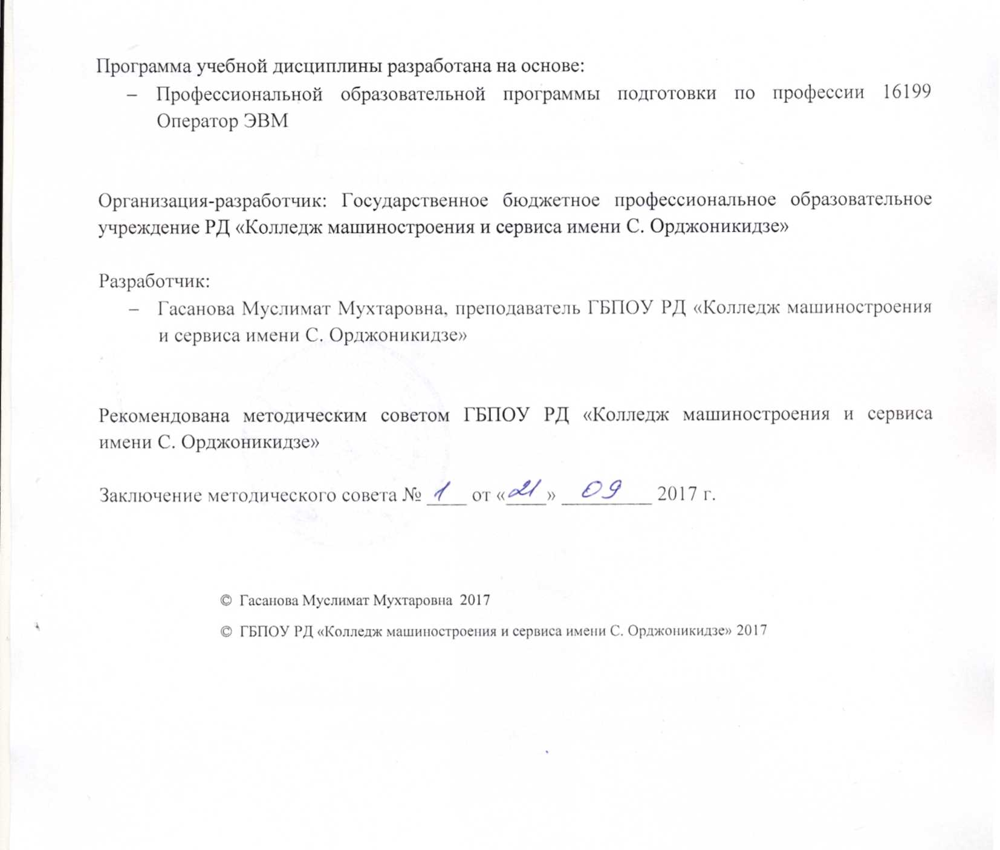 Программа учебной дисциплины разработана на основе:
– Профессиональной образовательной программы подготовки по профессии 16199
Оператор ЭВМ
Организация-разработчик: Государственное бюджетное профессиональное образовательное
учреждение РД «Колледж машиностроения и сервиса имени С. Орджоникидзе»
Разработчик:
– Гасанова Муслимат Мухтаровна, преподаватель ГБПОУ РД «Колледж машиностроения
и сервиса имени С. Орджоникидзе»
Рекомендована методическим советом ГБПОУ РД «Колледж машиностроения и сервиса
имени С. Орджоникидзе»
Заключение методического совета № 1 от «21» 09 2017 г.
© Гасанова Муслимат Мухтаровна 2017
© ГБПОУ РД «Колледж машиностроения и сервиса имени С. Орджоникидзе» 2017